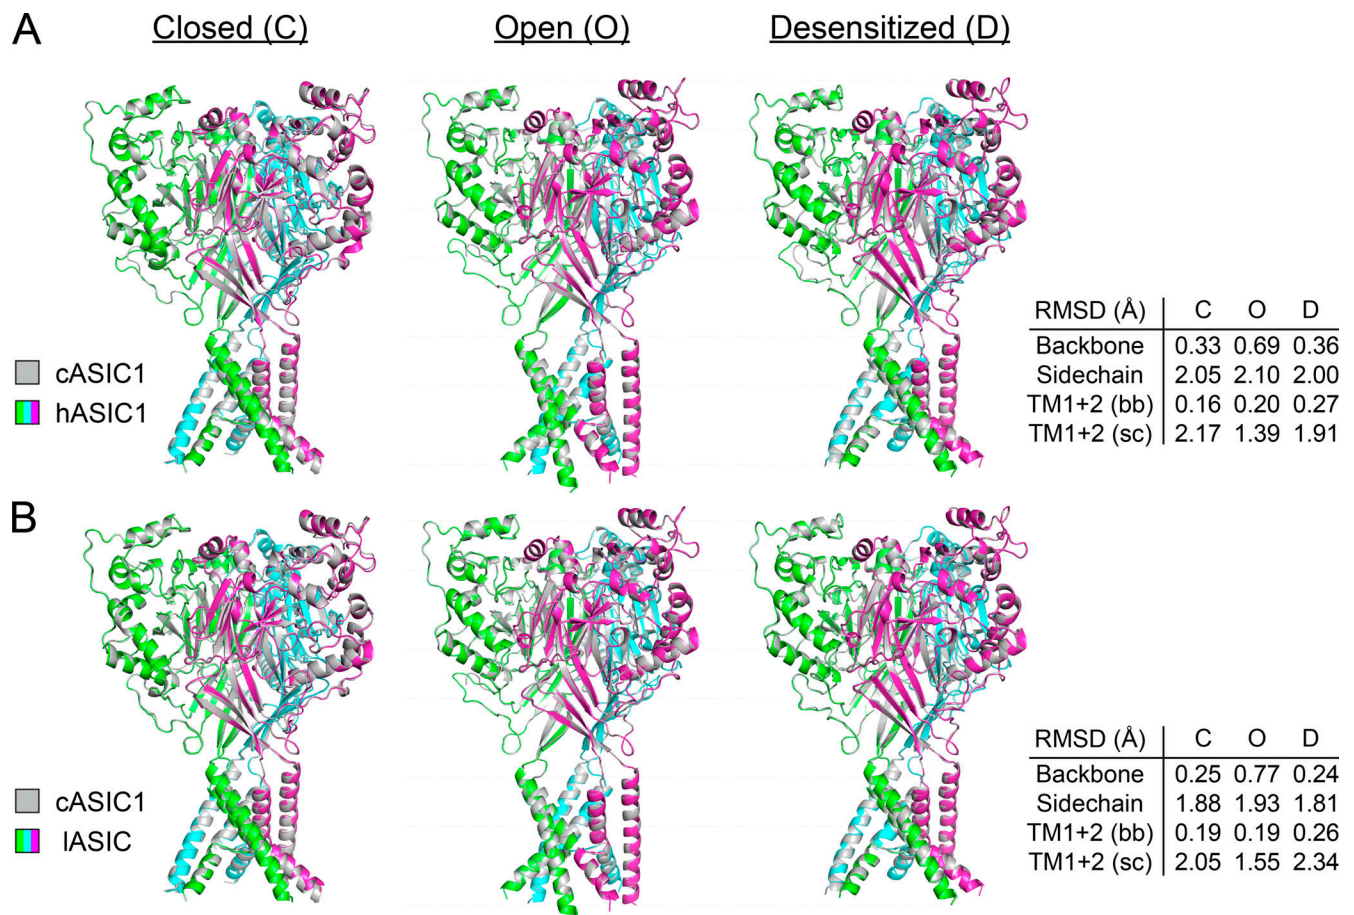 A
Closed (C)
Open (O)
Desensitized (D)
cASIC1
hASIC1
RMSD (Å) C O D
Backbone 0.33 0.69 0.36
Sidechain 2.05 2.10 2.00
TM1+2 (bb) 0.16 0.20 0.27
TM1+2 (sc) 2.17 1.39 1.91
B
cASIC1
lASIC
RMSD (Å) C O D
Backbone 0.25 0.77 0.24
Sidechain 1.88 1.93 1.81
TM1+2 (bb) 0.19 0.19 0.26
TM1+2 (sc) 2.05 1.55 2.34